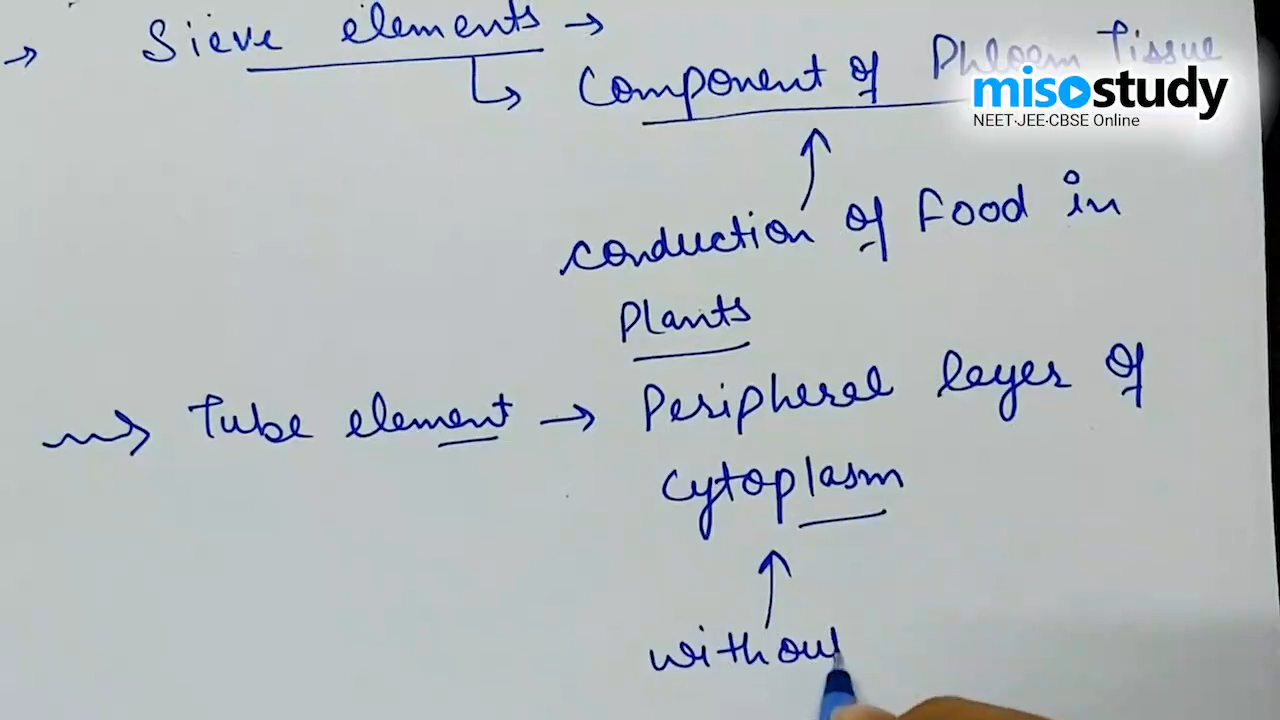 → Sieve elements →
↳ Component of Phloem Tissue
misostudy
NEET·JEE·CBSE Online
conduction of Food in
Plants
Tube element → Peripheral layer of
cytoplasm
without